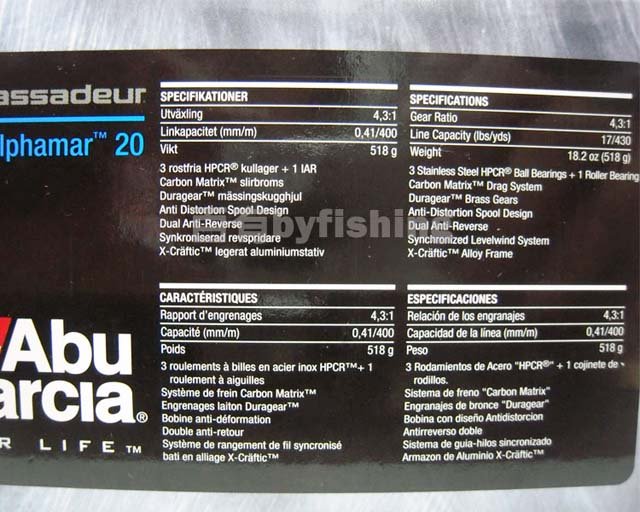 assadeur
lphamar™ 20
SPECIFIKATIONER
Utväxling 4,3:1
Linkapacitet (mm/m) 0,41/400
Vikt 518 g
3 rostfria HPCR® kullager + 1 IAR
Carbon Matrix™ slirbroms
Duragear™ mässingskugghjul
Anti Distortion Spool Design
Dual Anti-Reverse
Synkroniserad revspridare
X-Cräftic™ legerat aluminiumstativ
SPECIFICATIONS
Gear Ratio 4,3:1
Line Capacity (lbs/yds) 17/430
Weight 18.2 oz (518 g)
3 Stainless Steel HPCR® Ball Bearings + 1 Roller Bearing
Carbon Matrix™ Drag System
Duragear™ Brass Gears
Anti-Distortion Spool Design
Dual Anti-Reverse
Synchronized Levelwind System
X-Cräftic™ Alloy Frame
byfishing
CARACTÉRISTIQUES
Rapport d'engrenages 4,3:1
Capacité (mm/m) 0,41/400
Poids 518 g
3 roulements à billes en acier inox HPCR™+ 1
roulement à aiguilles
Système de frein Carbon Matrix™
Engrenages laiton Duragear™
Bobine anti-déformation
Double anti-retour
Système de rangement de fil syncronisé
bati en alliage X-Cräftic™
ESPECIFICACIONES
Relación de los engranajes 4,3:1
Capacidad de la línea (mm/m) 0,41/400
Peso 518 g
3 Rodamientos de Acero "HPCR®" + 1 cojinete de
rodillos.
Sistema de freno "Carbon Matrix"
Engranajes de bronce "Duragear"
Bobina con diseño Antidistorcion
Antirreverso doble
Sistema de guia-hilos sincronizado
Armazon de Aluminio X-Cräftic™
Abu
arcia®
R LIFE™